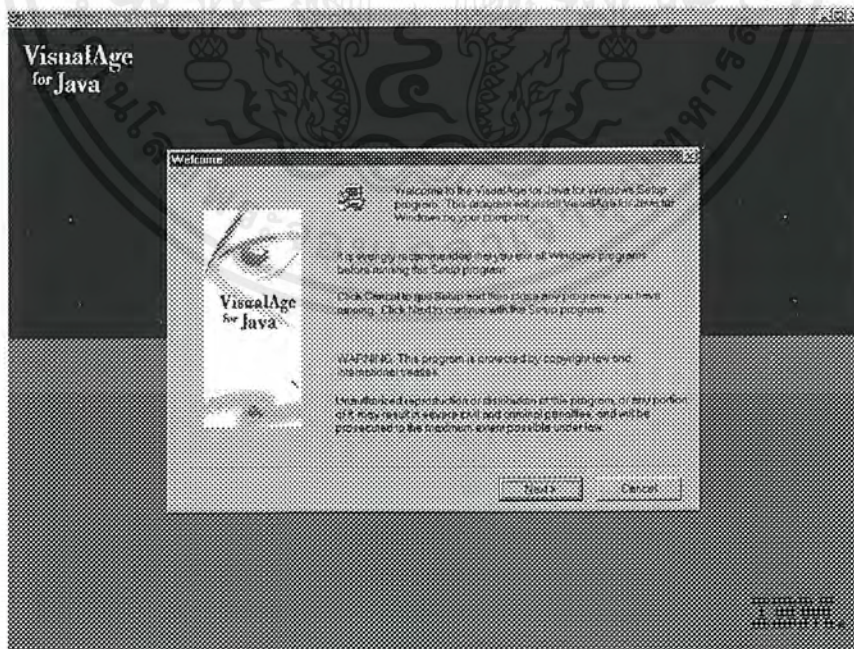 VisualAge
for Java
Welcome
Welcome to the VisualAge for Java for Windows Setup
program. This program will install VisualAge for Java for
Windows on your computer.
It is strongly recommended that you exit all Windows programs
before running this Setup program.
Click Cancel to quit Setup and then close any programs you have
running. Click Next to continue with the Setup program.
VisualAge
for Java
WARNING: This program is protected by copyright law and
international treaties.
Unauthorized reproduction or distribution of this program, or any portion
of it, may result in severe civil and criminal penalties, and will be
prosecuted to the maximum extent possible under law.
Next >
Cancel
IBM